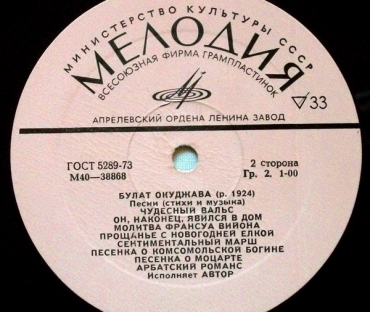 МИНИСТЕРСТВО КУЛЬТУРЫ СССР
МЕЛОДИЯ
ВСЕСОЮЗНАЯ ФИРМА ГРАМПЛАСТИНОК
33
АПРЕЛЕВСКИЙ ОРДЕНА ЛЕНИНА ЗАВОД
ГОСТ 5289-73
М40—38868
2 сторона
Гр. 2. 1-00
БУЛАТ ОКУДЖАВА (р. 1924)
Песни (стихи и музыка)
ЧУДЕСНЫЙ ВАЛЬС
ОН, НАКОНЕЦ, ЯВИЛСЯ В ДОМ
МОЛИТВА ФРАНСУА ВИЙОНА
ПРОЩАНЬЕ С НОВОГОДНЕЙ ЕЛКОЙ
СЕНТИМЕНТАЛЬНЫЙ МАРШ
ПЕСЕНКА О КОМСОМОЛЬСКОЙ БОГИНЕ
ПЕСЕНКА О МОЦАРТЕ
АРБАТСКИЙ РОМАНС
Исполняет АВТОР